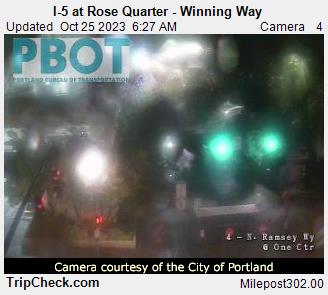 I-5 at Rose Quarter - Winning Way
Updated Oct 25 2023 6:27 AM Camera 4
PBOT
PORTLAND BUREAU OF TRANSPORTATION
4 - N. Ramsey Wy
@ One Ctr
Camera courtesy of the City of Portland
TripCheck.com Milepost302.00